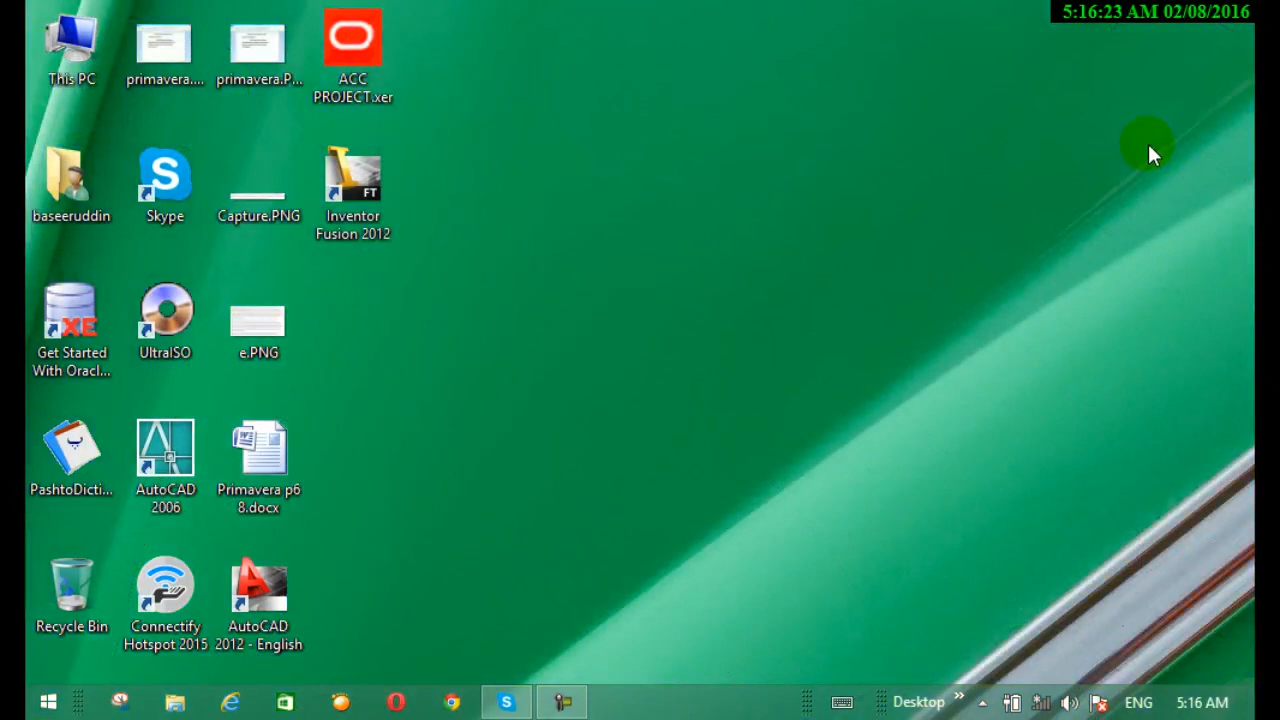 5:16:23 AM 02/08/2016
This PC
primavera....
primavera.P...
ACC
PROJECT.xer
baseeruddin
Skype
Capture.PNG
FT
Inventor
Fusion 2012
XE
Get Started
With Oracl...
UltraISO
e.PNG
PashtoDicti...
AutoCAD
2006
Primavera p6
8.docx
Recycle Bin
Connectify
Hotspot 2015
AutoCAD
2012 - English
Desktop
ENG
5:16 AM